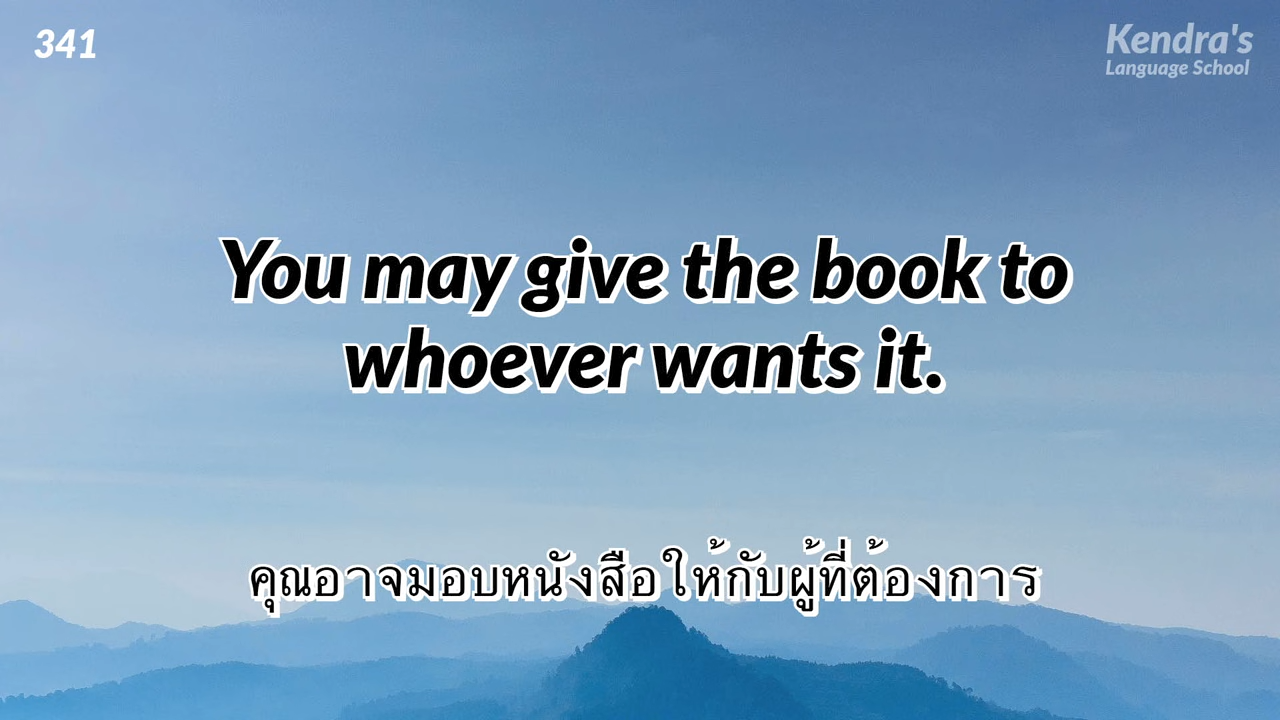 341
Kendra's
Language School
You may give the book to
whoever wants it.
คุณอาจมอบหนังสือให้กับผู้ที่ต้องการ